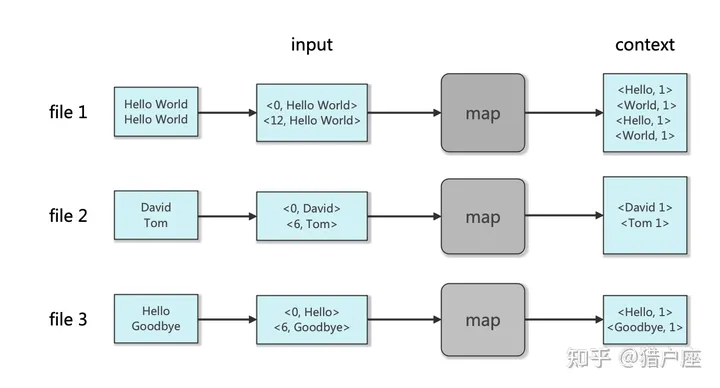 input
context
file 1
Hello World
Hello World
<0, Hello World>
<12, Hello World>
map
<Hello, 1>
<World, 1>
<Hello, 1>
<World, 1>
file 2
David
Tom
<0, David>
<6, Tom>
map
<David 1>
<Tom 1>
file 3
Hello
Goodbye
<0, Hello>
<6, Goodbye>
map
<Hello, 1>
<Goodbye, 1>
知乎 @猎户座